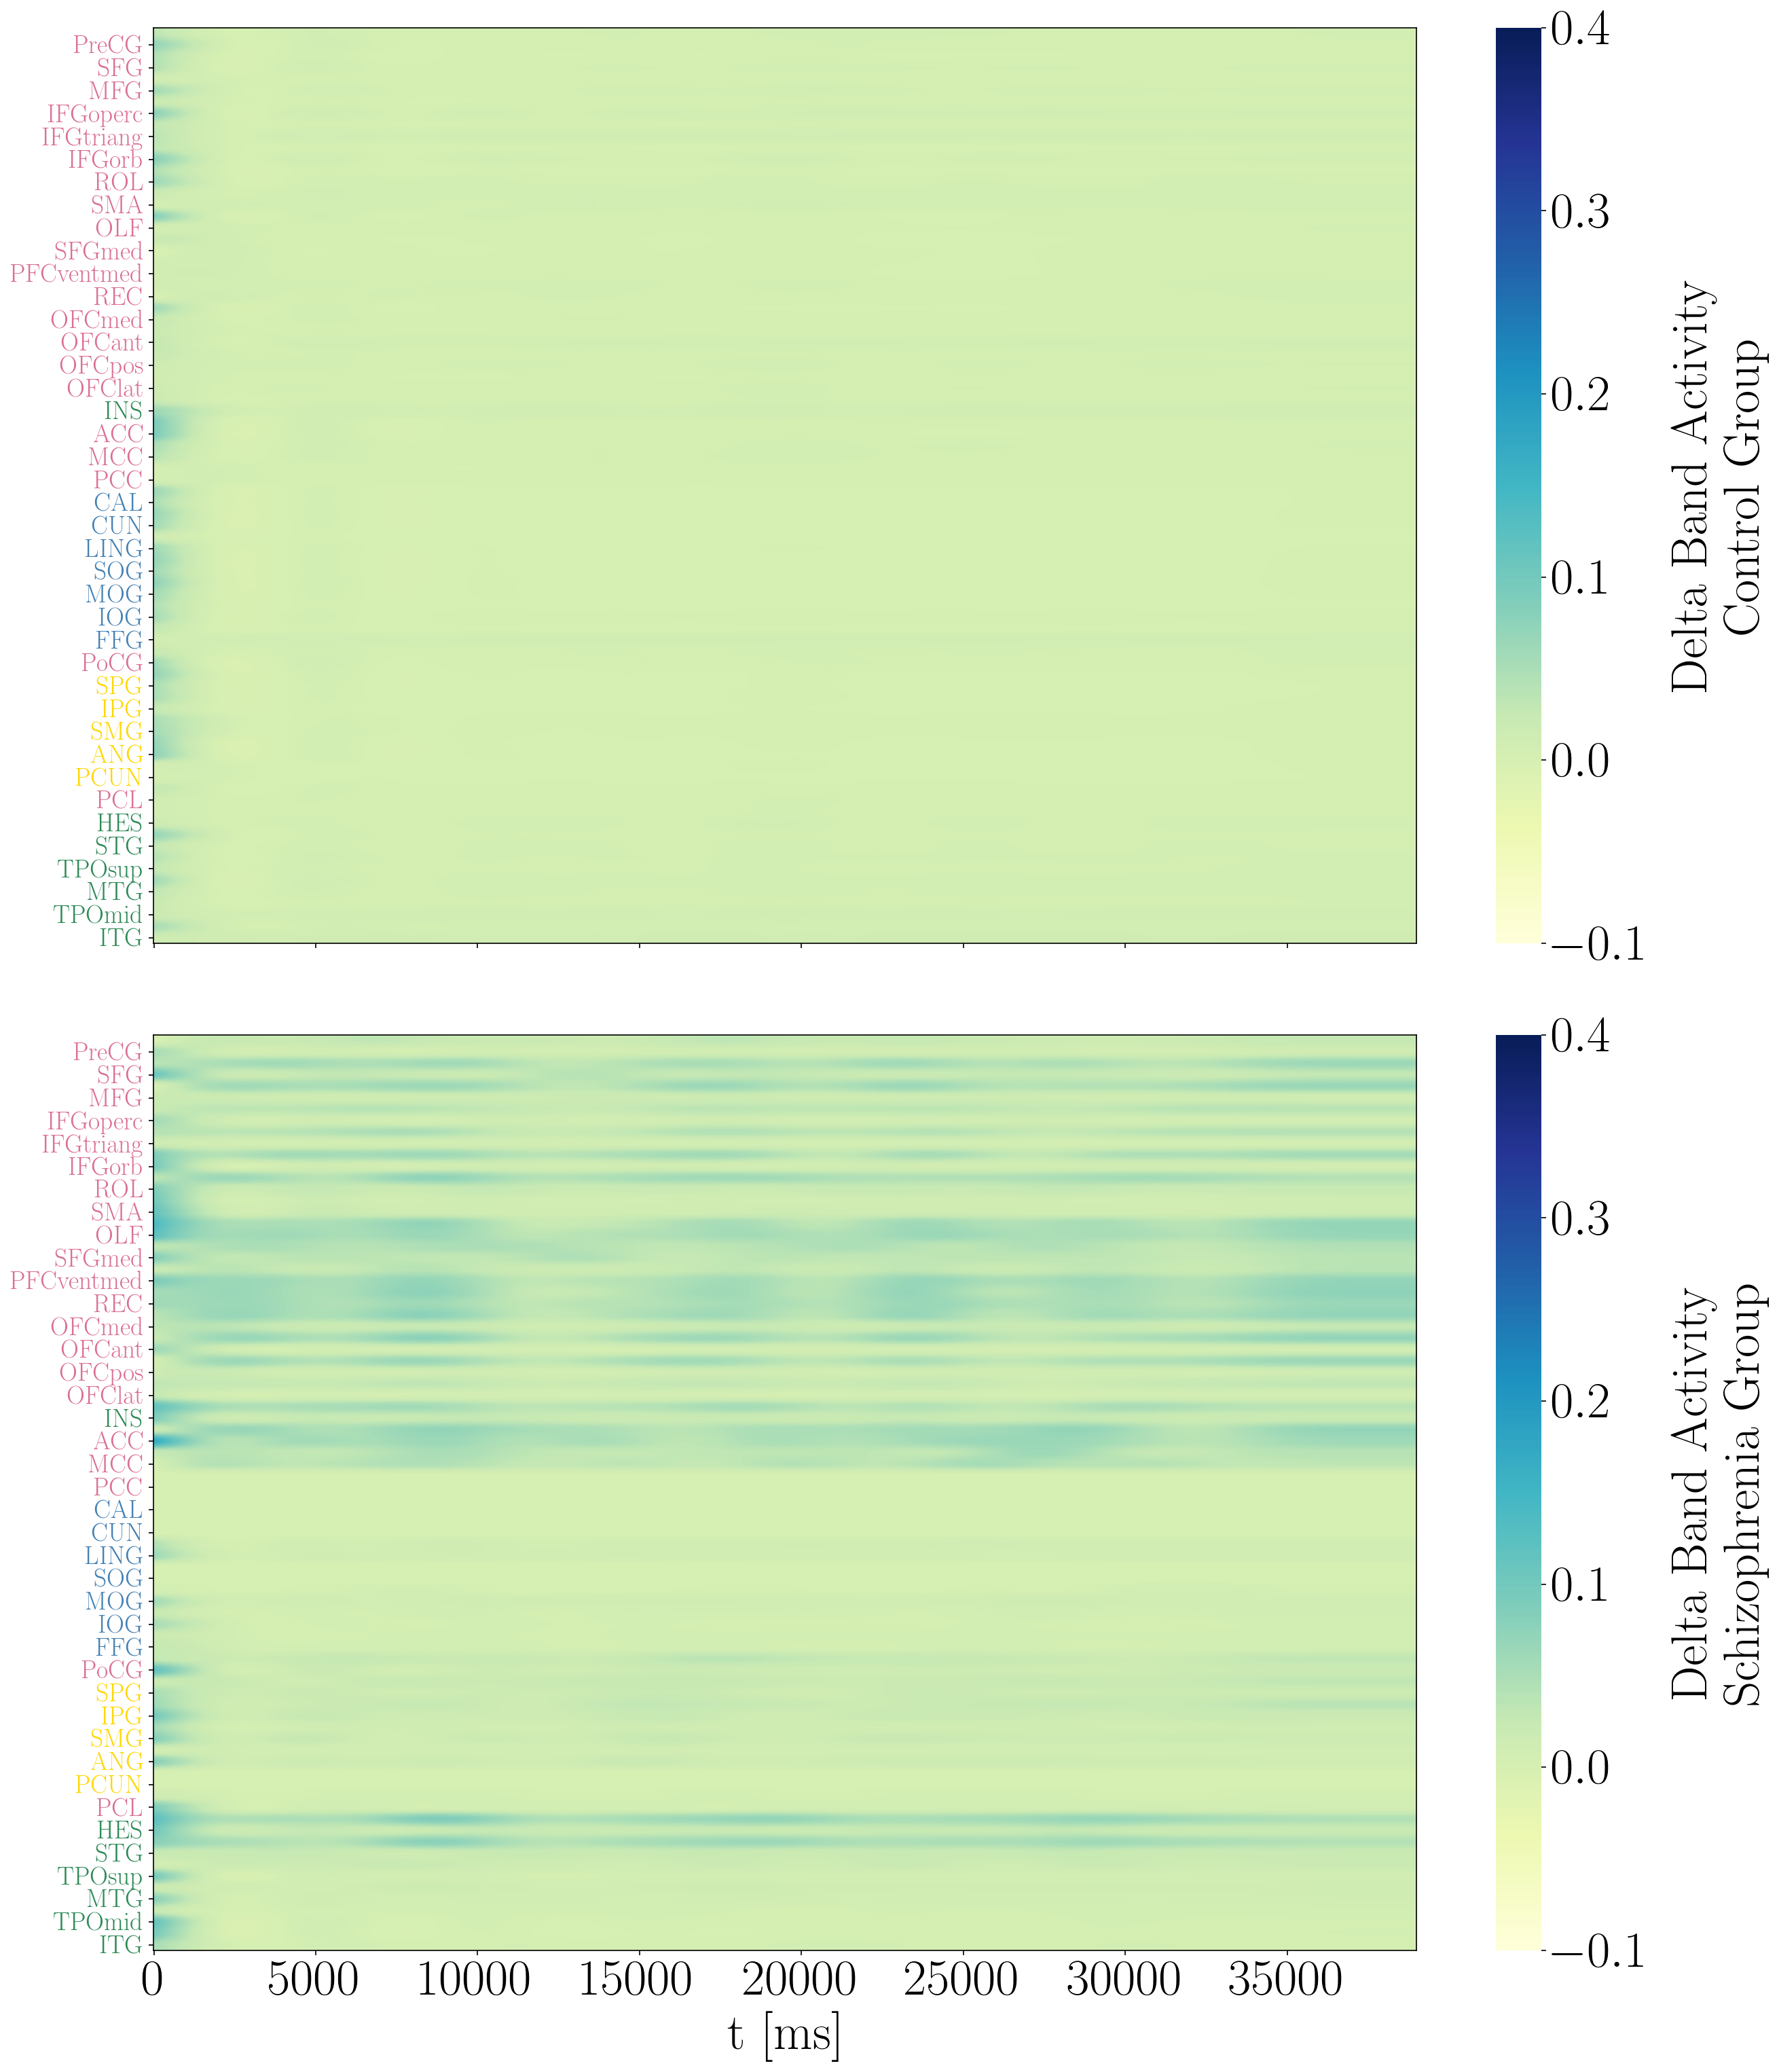 PreCG
SFG
MFG
IFGoperc
IFGtriang
IFGorb
ROL
SMA
OLF
SFGmed
PFCventmed
REC
OFCmed
OFCant
OFCpos
OFClat
INS
ACC
MCC
PCC
CAL
CUN
LING
SOG
MOG
IOG
FFG
PoCG
SPG
IPG
SMG
ANG
PCUN
PCL
HES
STG
TPOsup
MTG
TPOmid
ITG
0.4
0.3
0.2
0.1
0.0
−0.1
Delta Band Activity
Control Group
PreCG
SFG
MFG
IFGoperc
IFGtriang
IFGorb
ROL
SMA
OLF
SFGmed
PFCventmed
REC
OFCmed
OFCant
OFCpos
OFClat
INS
ACC
MCC
PCC
CAL
CUN
LING
SOG
MOG
IOG
FFG
PoCG
SPG
IPG
SMG
ANG
PCUN
PCL
HES
STG
TPOsup
MTG
TPOmid
ITG
0 5000 10000 15000 20000 25000 30000 35000
t [ms]
0.4
0.3
0.2
0.1
0.0
−0.1
Delta Band Activity
Schizophrenia Group